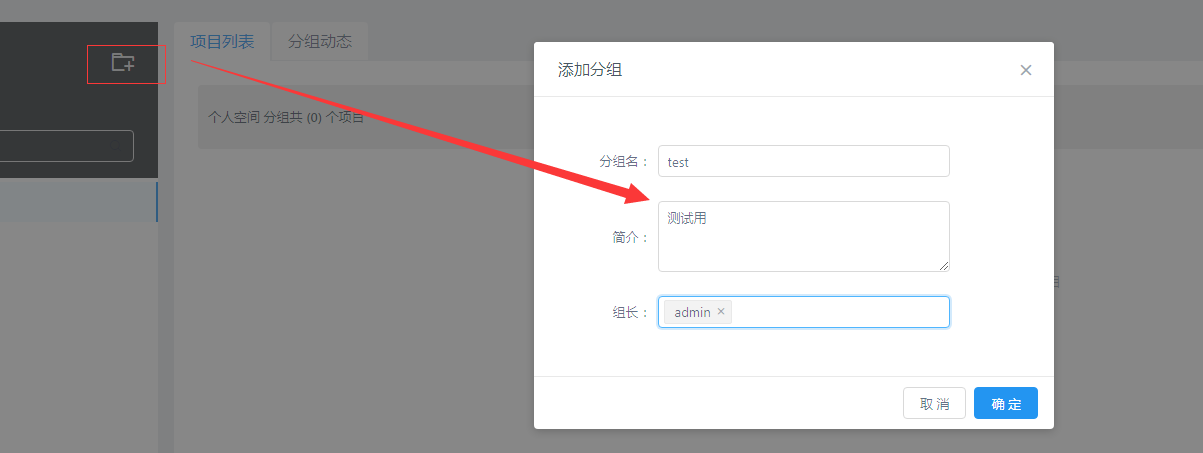 项目列表
分组动态
个人空间 分组共 (0) 个项目
添加分组
分组名：
test
简介：
测试用
组长：
admin
取 消
确 定